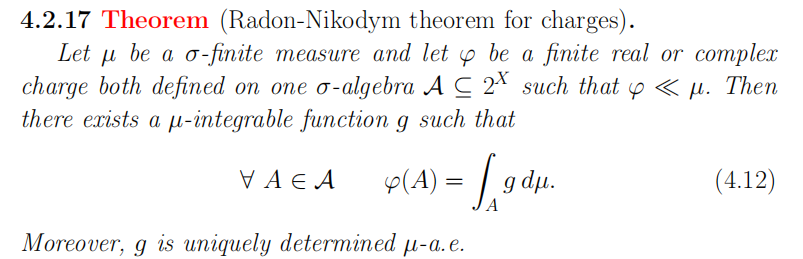 4.2.17 Theorem (Radon-Nikodym theorem for charges).
Let μ be a σ-finite measure and let φ be a finite real or complex
charge both defined on one σ-algebra 𝒜 ⊆ 2^X such that φ ≪ μ. Then
there exists a μ-integrable function g such that
∀ A ∈ 𝒜 φ(A) = ∫_A g dμ. (4.12)
Moreover, g is uniquely determined μ-a.e.